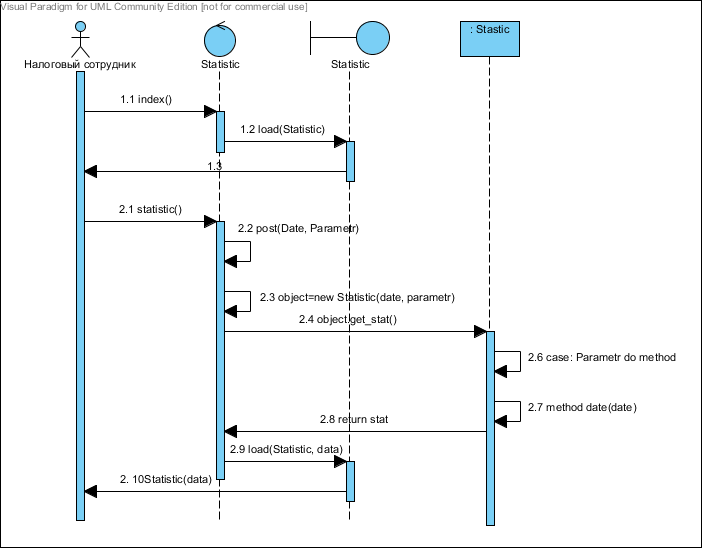 Visual Paradigm for UML Community Edition [not for commercial use]
Налоговый сотрудник
Statistic
Statistic
: Stastic
1.1 index()
1.2 load(Statistic)
1.3
2.1 statistic()
2.2 post(Date, Parametr)
2.3 object=new Statistic(date, parametr)
2.4 object.get_stat()
2.6 case: Parametr do method
2.7 method date(date)
2.8 return stat
2.9 load(Statistic, data)
2. 10Statistic(data)